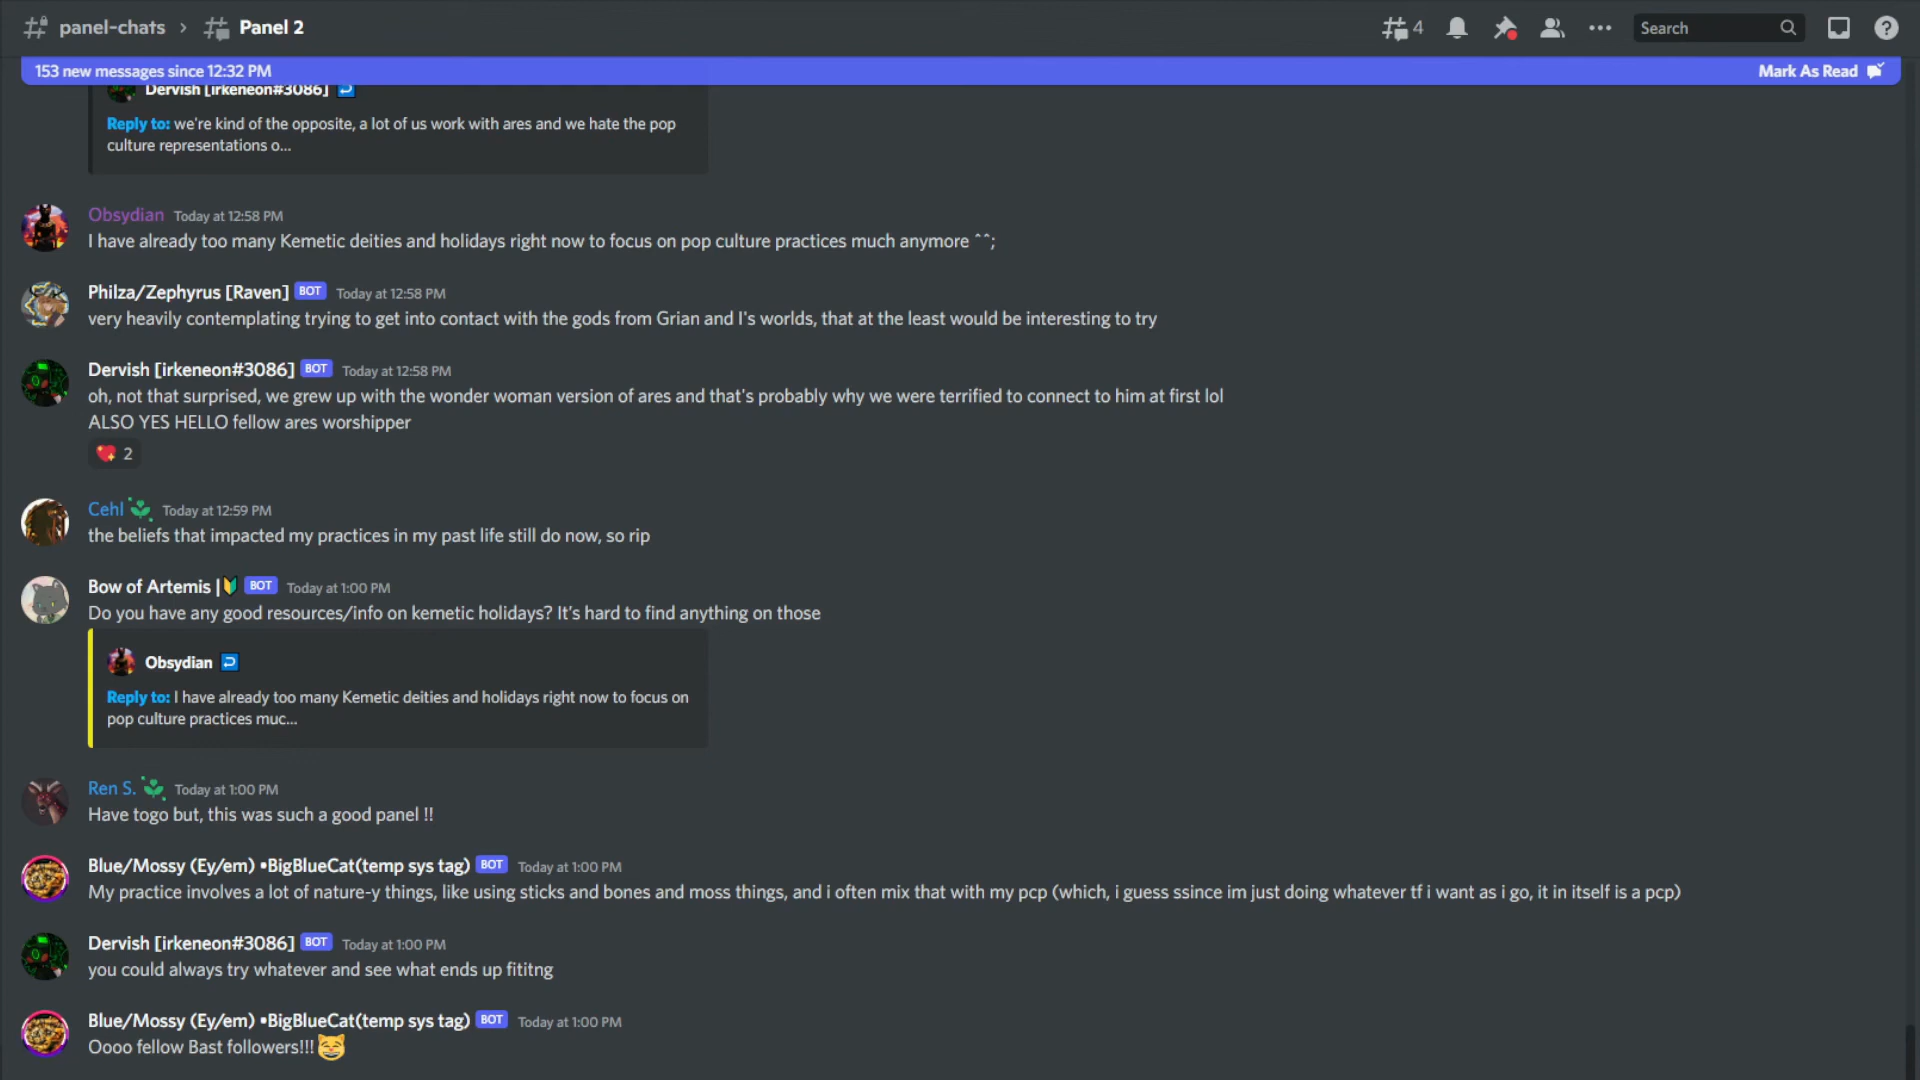 panel-chats › Panel 2
4
Search
153 new messages since 12:32 PM
Mark As Read
Dervish [irkeneon#3086]
Reply to: we're kind of the opposite, a lot of us work with ares and we hate the pop
culture representations o...
Obsydian Today at 12:58 PM
I have already too many Kemetic deities and holidays right now to focus on pop culture practices much anymore ^^;
Philza/Zephyrus [Raven] BOT Today at 12:58 PM
very heavily contemplating trying to get into contact with the gods from Grian and I's worlds, that at the least would be interesting to try
Dervish [irkeneon#3086] BOT Today at 12:58 PM
oh, not that surprised, we grew up with the wonder woman version of ares and that's probably why we were terrified to connect to him at first lol
ALSO YES HELLO fellow ares worshipper
💖 2
Cehl Today at 12:59 PM
the beliefs that impacted my practices in my past life still do now, so rip
Bow of Artemis |🔰 BOT Today at 1:00 PM
Do you have any good resources/info on kemetic holidays? It's hard to find anything on those
Obsydian
Reply to: I have already too many Kemetic deities and holidays right now to focus on
pop culture practices muc...
Ren S. Today at 1:00 PM
Have togo but, this was such a good panel !!
Blue/Mossy (Ey/em) •BigBlueCat(temp sys tag) BOT Today at 1:00 PM
My practice involves a lot of nature-y things, like using sticks and bones and moss things, and i often mix that with my pcp (which, i guess ssince im just doing whatever tf i want as i go, it in itself is a pcp)
Dervish [irkeneon#3086] BOT Today at 1:00 PM
you could always try whatever and see what ends up fititng
Blue/Mossy (Ey/em) •BigBlueCat(temp sys tag) BOT Today at 1:00 PM
Oooo fellow Bast followers!!! 😸